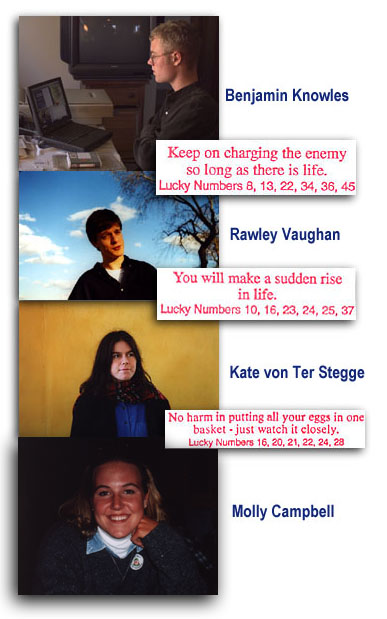 Benjamin Knowles
Keep on charging the enemy
so long as there is life.
Lucky Numbers 8, 13, 22, 34, 36, 45
Rawley Vaughan
You will make a sudden rise
in life.
Lucky Numbers 10, 16, 23, 24, 25, 37
Kate von Ter Stegge
No harm in putting all your eggs in one
basket - just watch it closely.
Lucky Numbers 16, 20, 21, 22, 24, 28
Molly Campbell